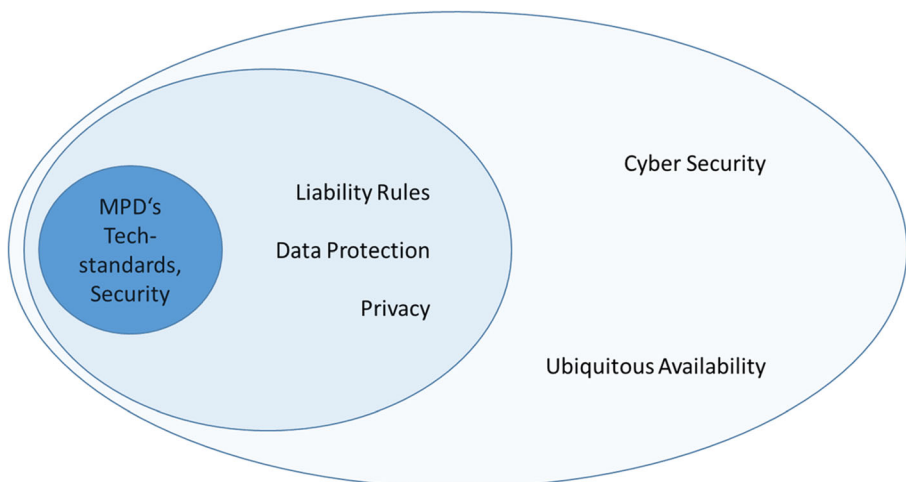 MPD‘s
Tech-
standards,
Security
Liability Rules
Data Protection
Privacy
Cyber Security
Ubiquitous Availability